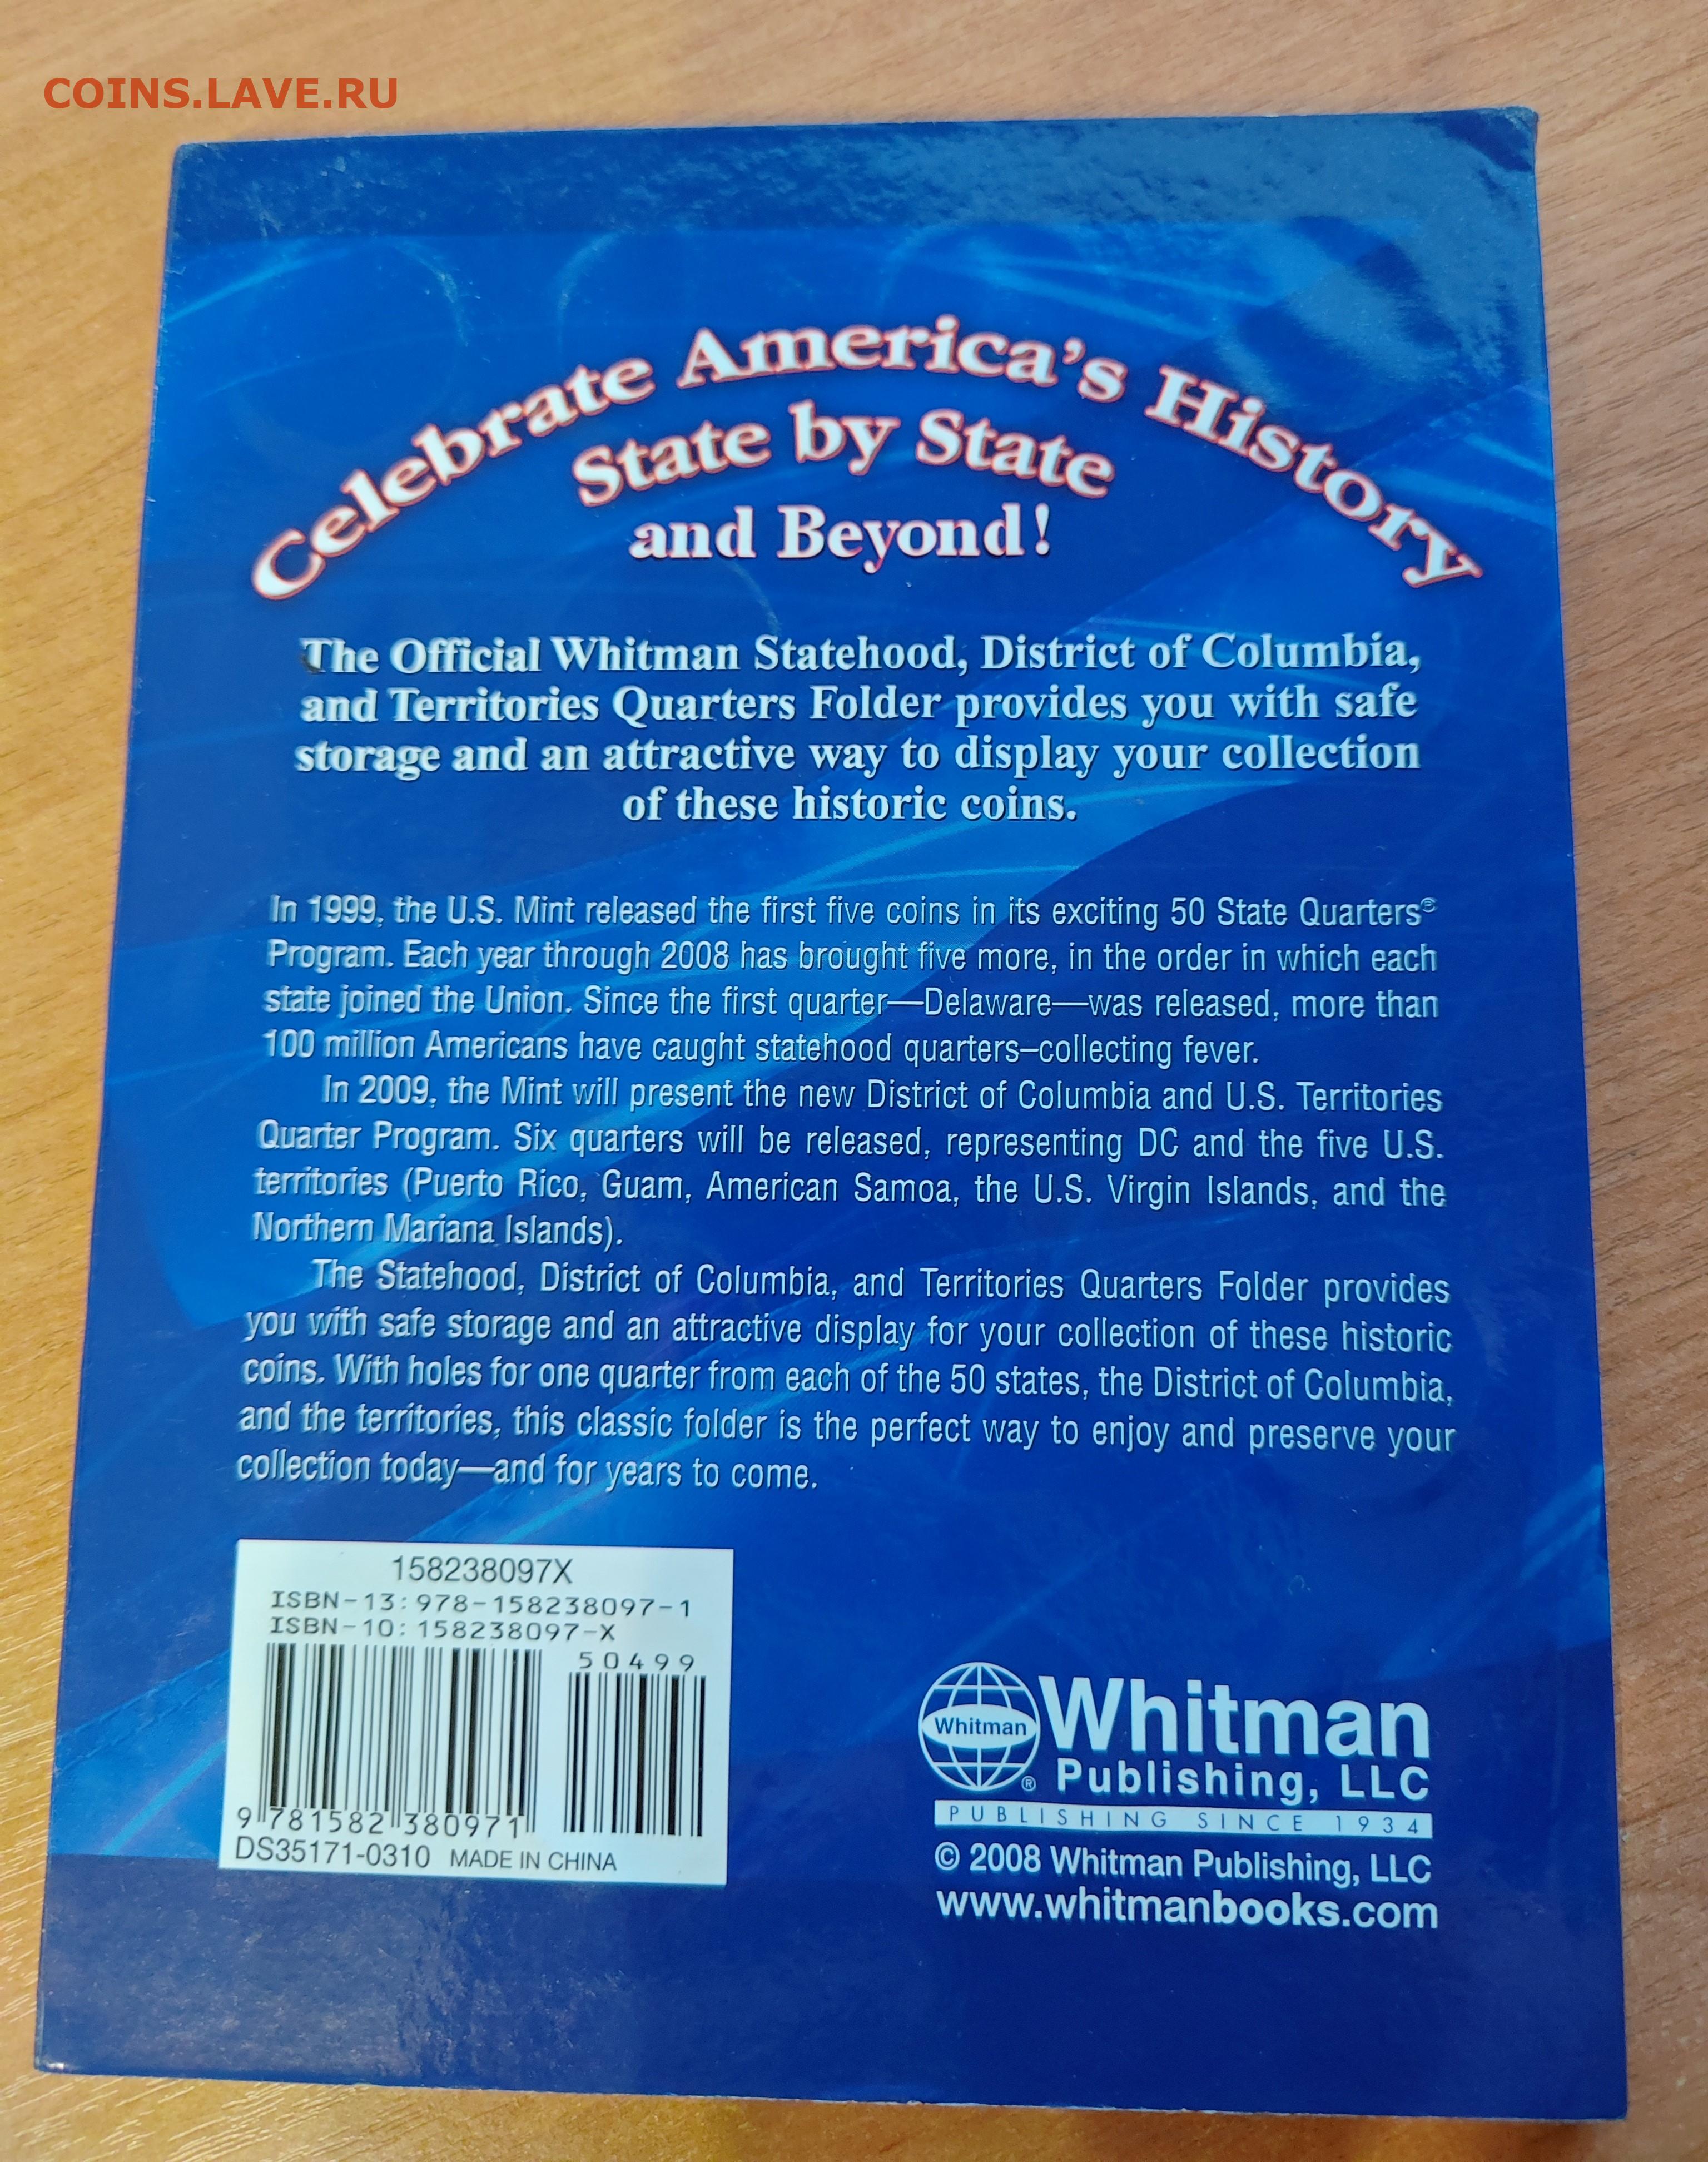 COINS.LAVE.RU
Celebrate America's History
State by State
and Beyond!
The Official Whitman Statehood, District of Columbia,
and Territories Quarters Folder provides you with safe
storage and an attractive way to display your collection
of these historic coins.
In 1999, the U.S. Mint released the first five coins in its exciting 50 State Quarters®
Program. Each year through 2008 has brought five more, in the order in which each
state joined the Union. Since the first quarter—Delaware—was released, more than
100 million Americans have caught statehood quarters–collecting fever.
In 2009, the Mint will present the new District of Columbia and U.S. Territories
Quarter Program. Six quarters will be released, representing DC and the five U.S.
territories (Puerto Rico, Guam, American Samoa, the U.S. Virgin Islands, and the
Northern Mariana Islands).
The Statehood, District of Columbia, and Territories Quarters Folder provides
you with safe storage and an attractive display for your collection of these historic
coins. With holes for one quarter from each of the 50 states, the District of Columbia,
and the territories, this classic folder is the perfect way to enjoy and preserve your
collection today—and for years to come.
158238097X
ISBN-13: 978-158238097-1
ISBN-10: 158238097-X
50499
9 781582 380971
DS35171-0310 MADE IN CHINA
Whitman
Whitman
® Publishing, LLC
PUBLISHING SINCE 1934
© 2008 Whitman Publishing, LLC
www.whitmanbooks.com